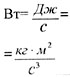 Вт= Дж/с =
= кг · м²/с³